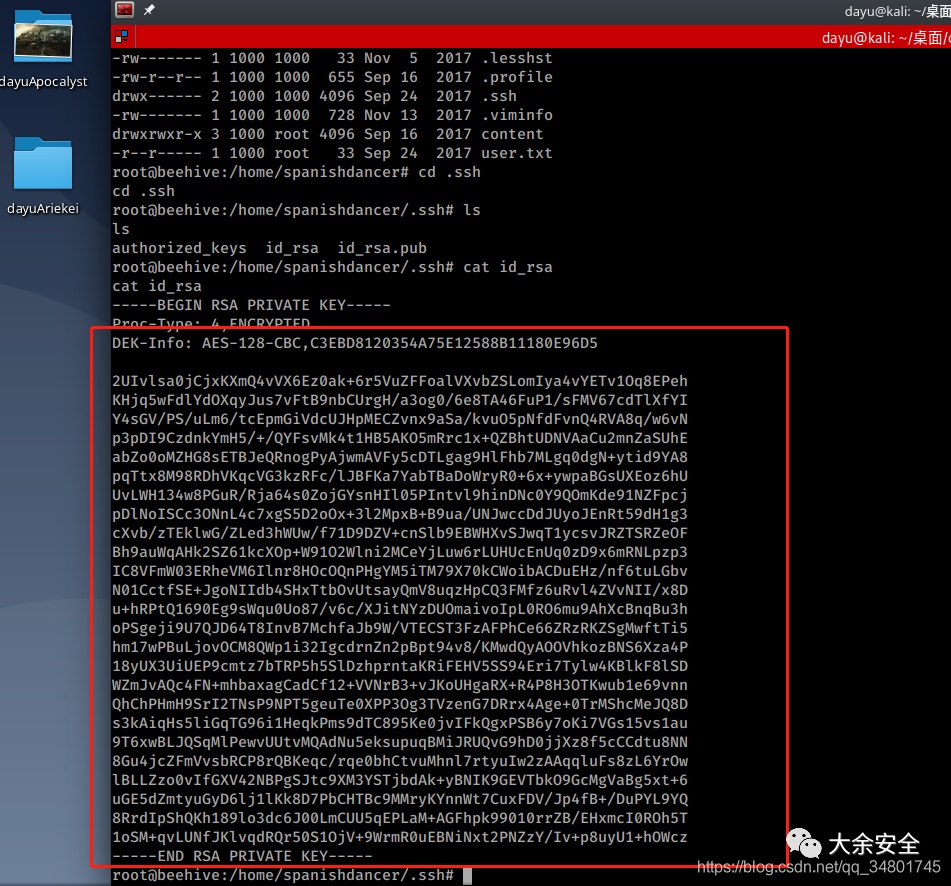 dayu@kali: ~/桌面
dayu@kali: ~/桌面/
dayuApocalyst
dayuAriekei
-rw------- 1 1000 1000   33 Nov  5  2017 .lesshst
-rw-r--r-- 1 1000 1000  655 Sep 16  2017 .profile
drwx------ 2 1000 1000 4096 Sep 24  2017 .ssh
-rw------- 1 1000 1000  728 Nov 13  2017 .viminfo
drwxrwxr-x 3 1000 root 4096 Sep 16  2017 content
-r--r----- 1 1000 root   33 Sep 24  2017 user.txt
root@beehive:/home/spanishdancer# cd .ssh
cd .ssh
root@beehive:/home/spanishdancer/.ssh# ls
ls
authorized_keys  id_rsa  id_rsa.pub
root@beehive:/home/spanishdancer/.ssh# cat id_rsa
cat id_rsa
-----BEGIN RSA PRIVATE KEY-----
Proc-Type: 4,ENCRYPTED
DEK-Info: AES-128-CBC,C3EBD8120354A75E12588B11180E96D5

2UIvlsa0jCjxKXmQ4vVX6Ez0ak+6r5VuZFFoalVXvbZSLomIya4vYETv1Oq8EPeh
KHjq5wFdlYdOXqyJus7vFtB9nbCUrgH/a3og0/6e8TA46FuP1/sFMV67cdTlXfYI
Y4sGV/PS/uLm6/tcEpmGiVdcUJHpMECZvnx9aSa/kvuO5pNfdFvnQ4RVA8q/w6vN
p3pDI9CzdnkYmH5/+/QYFsvMk4t1HB5AKO5mRrc1x+QZBhtUDNVAaCu2mnZaSUhE
abZo0oMZHG8sETBJeQRnogPyAjwmAVFy5cDTLgag9HlFhb7MLgq0dgN+ytid9YA8
pqTtx8M98RDhVKqcVG3kzRFc/lJBFKa7YabTBaDoWryR0+6x+ywpaBGsUXEoz6hU
UvLWH134w8PGuR/Rja64s0ZojGYsnHIl05PIntvl9hinDNc0Y9QOmKde91NZFpcj
pDlNoISCc3ONnL4c7xgS5D2oOx+3l2MpxB+B9ua/UNJwccDdJUyoJEnRt59dH1g3
cXvb/zTEklwG/ZLed3hWUw/f71D9DZV+cnSlb9EBWHXvSJwqT1ycsvJRZTSRZeOF
Bh9auWqAHk2SZ61kcXOp+W91O2Wlni2MCeYjLuw6rLUHUcEnUq0zD9x6mRNLpzp3
IC8VFmW03ERheVM6Ilnr8HOcOQnPHgYM5iTM79X70kCWoibACDuEHz/nf6tuLGbv
N01CctfSE+JgoNIIdb4SHxTtbOvUtsayQmV8uqzHpCQ3FMfz6uRvl4ZVvNII/x8D
u+hRPtQ1690Eg9sWqu0Uo87/v6c/XJitNYzDUOmaivoIpL0RO6mu9AhXcBnqBu3h
oPSgeji9U7QJD64T8InvB7MchfaJb9W/VTECST3FzAFPhCe66ZRzRKZSgMwftTi5
hm17wPBuLjovOCM8QWp1i32IgcdrnZn2pBpt94v8/KMwdQyAOOVhkozBNS6Xza4P
18yUX3UiUEP9cmtz7bTRP5h5SlDzhprntaKRiFEHV5SS94Eri7Tylw4KBlkF8lSD
WZmJvAQc4FN+mhbaxagCadCf12+VVNrB3+vJKoUHgaRX+R4P8H3OTKwub1e69vnn
QhChPHmH9SrI2TNsP9NPT5geuTe0XPP3Og3TVzenG7DRrx4Age+0TrMShcMeJQ8D
s3kAiqHs5liGqTG96i1HeqkPms9dTC895Ke0jvIFkQgxPSB6y7oKi7VGs15vs1au
9T6xwBLJQSqMlPewvUUtvMQAdNu5eksupuqBMiJRUQvG9hD0jjXz8f5cCCdtu8NN
8Gu4jcZFmVvsbRCP8rQBKeqc/rqe0bhCtvuMhnl7rtyuIw2zAAqqluFs8zL6YrOw
lBLLZzo0vIfGXV42NBPgSJtc9XM3YSTjbdAk+yBNIK9GEVTbkO9GcMgVaBg5xt+6
uGE5dZmtyuGyD6lj1lKk8D7PbCHTBc9MMryKYnnWt7CuxFDV/Jp4fB+/DuPYL9YQ
8RrdIpShQKh189lo3dc6J00LmCUU5qEPLaM+AGFhpk99010rrZB/EHxmcI0ROh5T
1oSM+qvLUNfJKlvqdRQr50S1OjV+9WrmR0uEBNiNxt2PNZzY/Iv+p8uyU1+hOWcz
-----END RSA PRIVATE KEY-----
root@beehive:/home/spanishdancer/.ssh#
大余安全
https://blog.csdn.net/qq_34801745